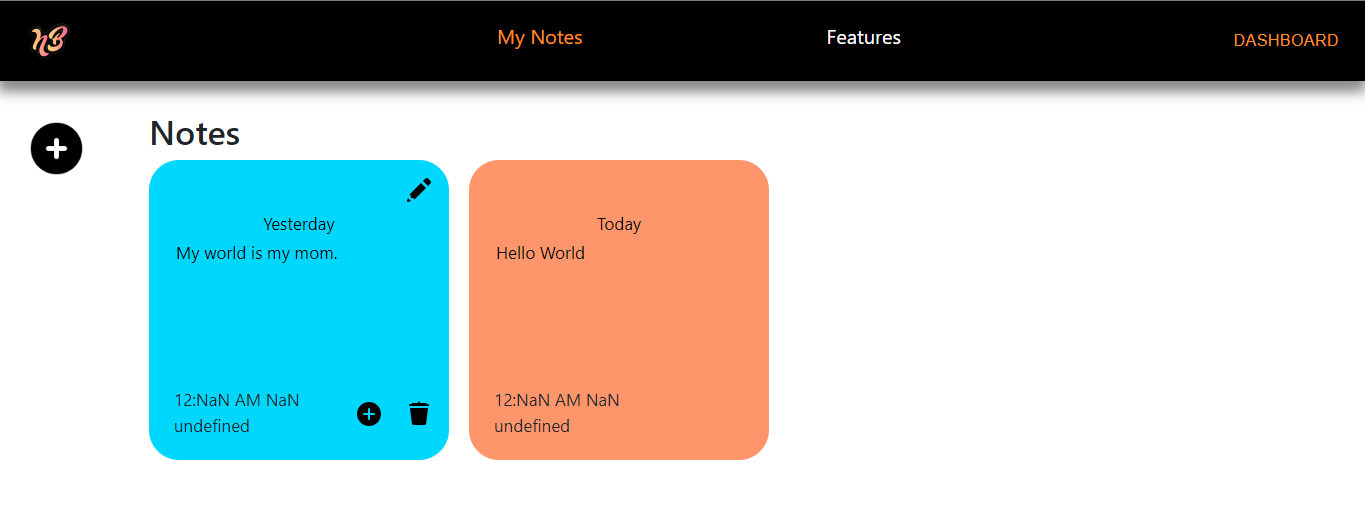 NB
My Notes
Features
DASHBOARD
Notes
Yesterday
My world is my mom.
12:NaN AM NaN
undefined
Today
Hello World
12:NaN AM NaN
undefined